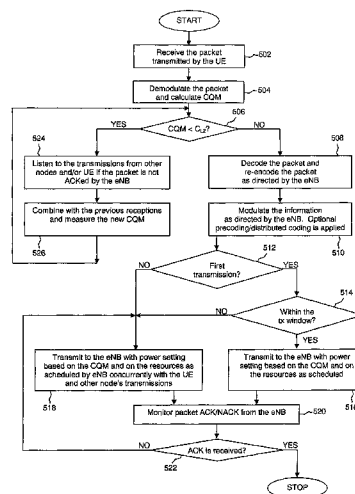 START
Receive the packet
transmitted by the UE
502
Demodulate the packet
and calculate CQM
504
506
YES
CQM < CL2?
NO
524
508
Listen to the transmissions from other
nodes and/or UE if the packet is not
ACKed by the eNB
Decode the packet and
re-encode the packet
as directed by the eNB
Combine with the previous receptions
and measure the new CQM
526
Modulate the information
as directed by the eNB. Optional
precoding/distributed coding is applied
510
512
NO
First
transmission?
YES
514
NO
Within the
tx window?
YES
Transmit to the eNB with power setting
based on the CQM and on the resources as
scheduled by eNB concurrently with the UE
and other node's transmissions
518
Transmit to the eNB with power
setting based on the CQM and on
the resources as scheduled
516
Monitor packet ACK/NACK from the eNB
520
NO
ACK is received?
YES
522
STOP